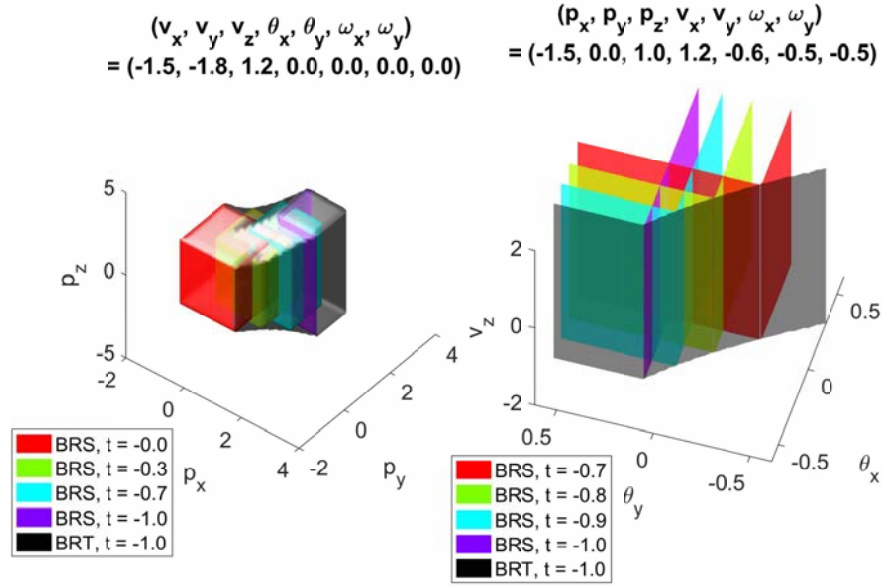 (v_x, v_y, v_z, θ_x, θ_y, ω_x, ω_y)
= (-1.5, -1.8, 1.2, 0.0, 0.0, 0.0, 0.0)
5
0
-5
p_z
-2
0
2
4
p_x
-2
0
2
4
p_y
BRS, t = -0.0
BRS, t = -0.3
BRS, t = -0.7
BRS, t = -1.0
BRT, t = -1.0
(p_x, p_y, p_z, v_x, v_y, ω_x, ω_y)
= (-1.5, 0.0, 1.0, 1.2, -0.6, -0.5, -0.5)
2
0
-2
v_z
0.5
0
-0.5
θ_y
0.5
0
-0.5
θ_x
BRS, t = -0.7
BRS, t = -0.8
BRS, t = -0.9
BRS, t = -1.0
BRT, t = -1.0